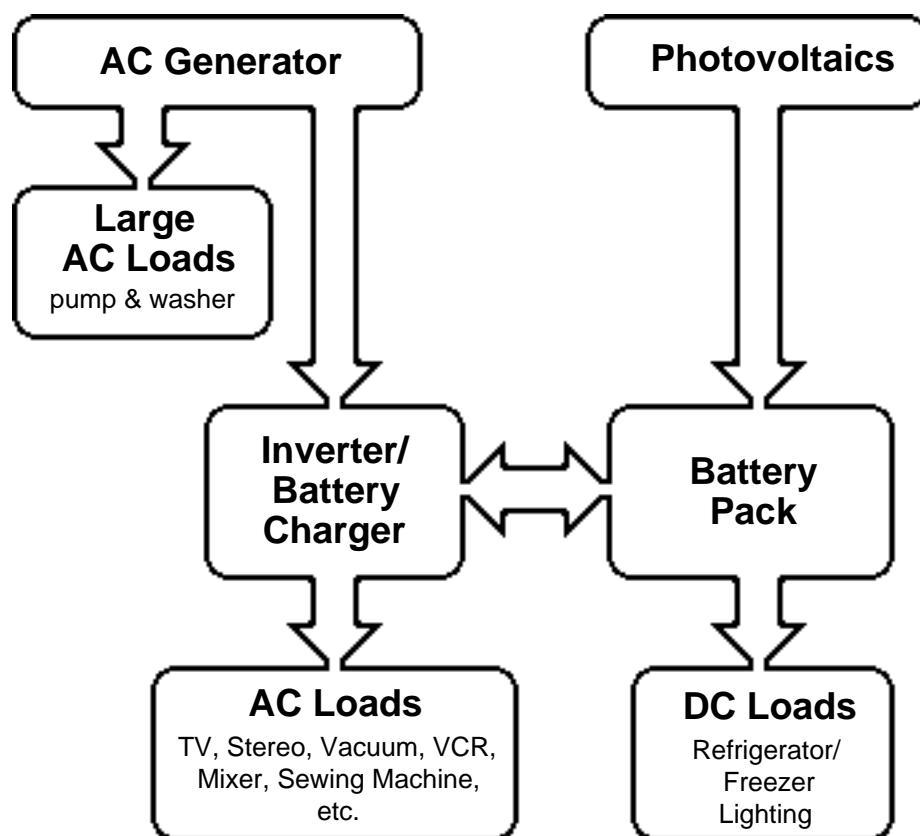 AC Generator
Photovoltaics
Large
AC Loads
pump & washer
Inverter/
Battery
Charger
Battery
Pack
AC Loads
TV, Stereo, Vacuum, VCR,
Mixer, Sewing Machine,
etc.
DC Loads
Refrigerator/
Freezer
Lighting